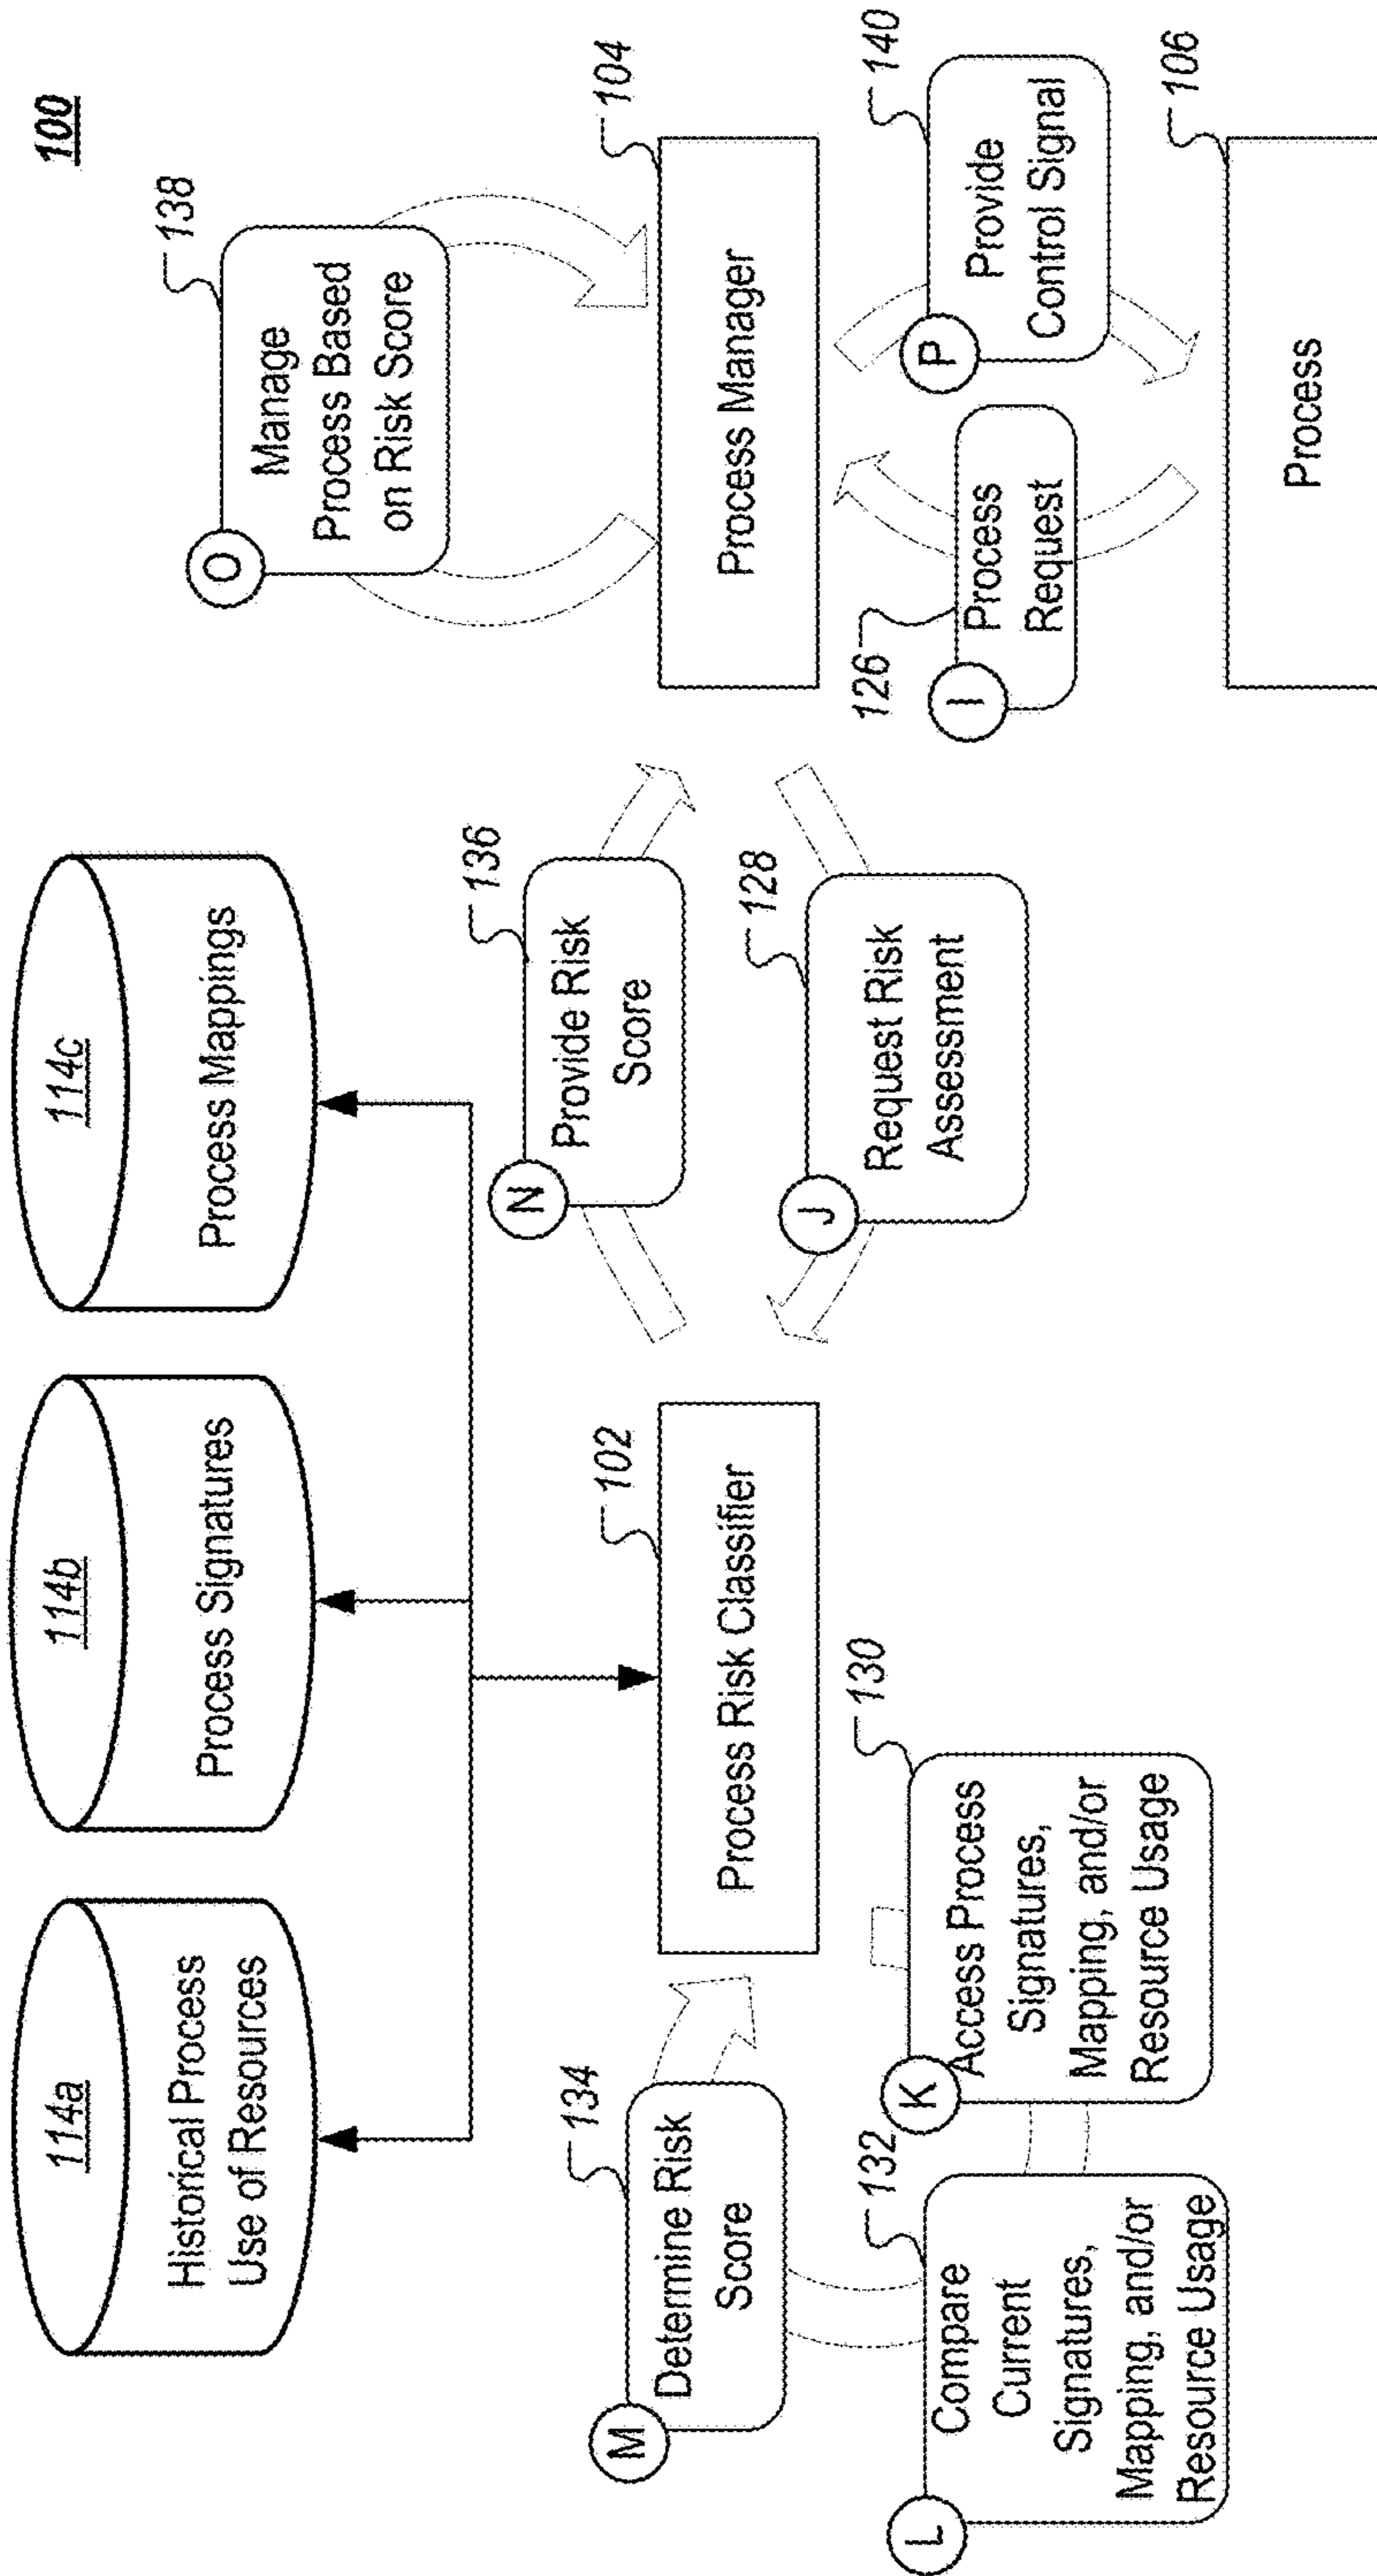 100
114a
Historical Process
Use of Resources
114b
Process Signatures
114c
Process Mappings
138
O
Manage
Process Based
on Risk Score
134
M
Determine Risk
Score
102
Process Risk Classifier
136
N
Provide Risk
Score
104
Process Manager
128
J
Request Risk
Assessment
132
L
Compare
Current
Signatures,
Mapping, and/or
Resource Usage
130
K
Access Process
Signatures,
Mapping, and/or
Resource Usage
126
I
Process
Request
140
P
Provide
Control Signal
106
Process